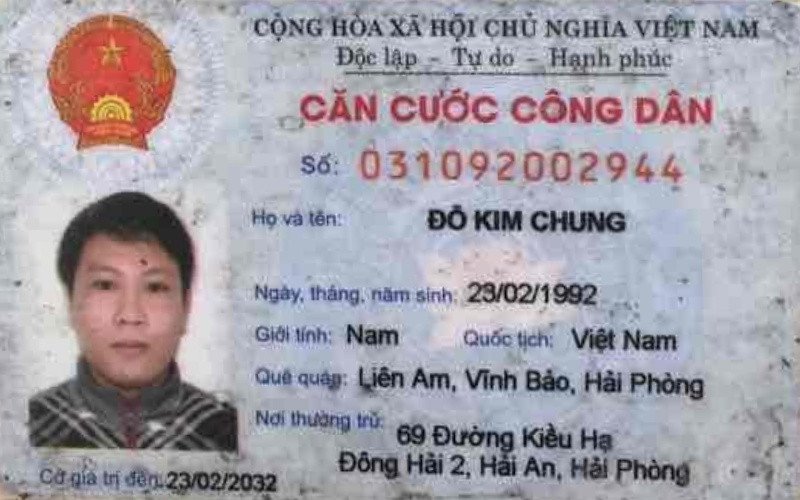 CỘNG HÒA XÃ HỘI CHỦ NGHĨA VIỆT NAM
Độc lập - Tự do - Hạnh phúc
CĂN CƯỚC CÔNG DÂN
Số: 031092002944
Họ và tên: ĐỖ KIM CHUNG
Ngày, tháng, năm sinh: 23/02/1992
Giới tính: Nam Quốc tịch: Việt Nam
Quê quán: Liên Am, Vĩnh Bảo, Hải Phòng
Nơi thường trú: 69 Đường Kiều Hạ
Đông Hải 2, Hải An, Hải Phòng
Có giá trị đến: 23/02/2032